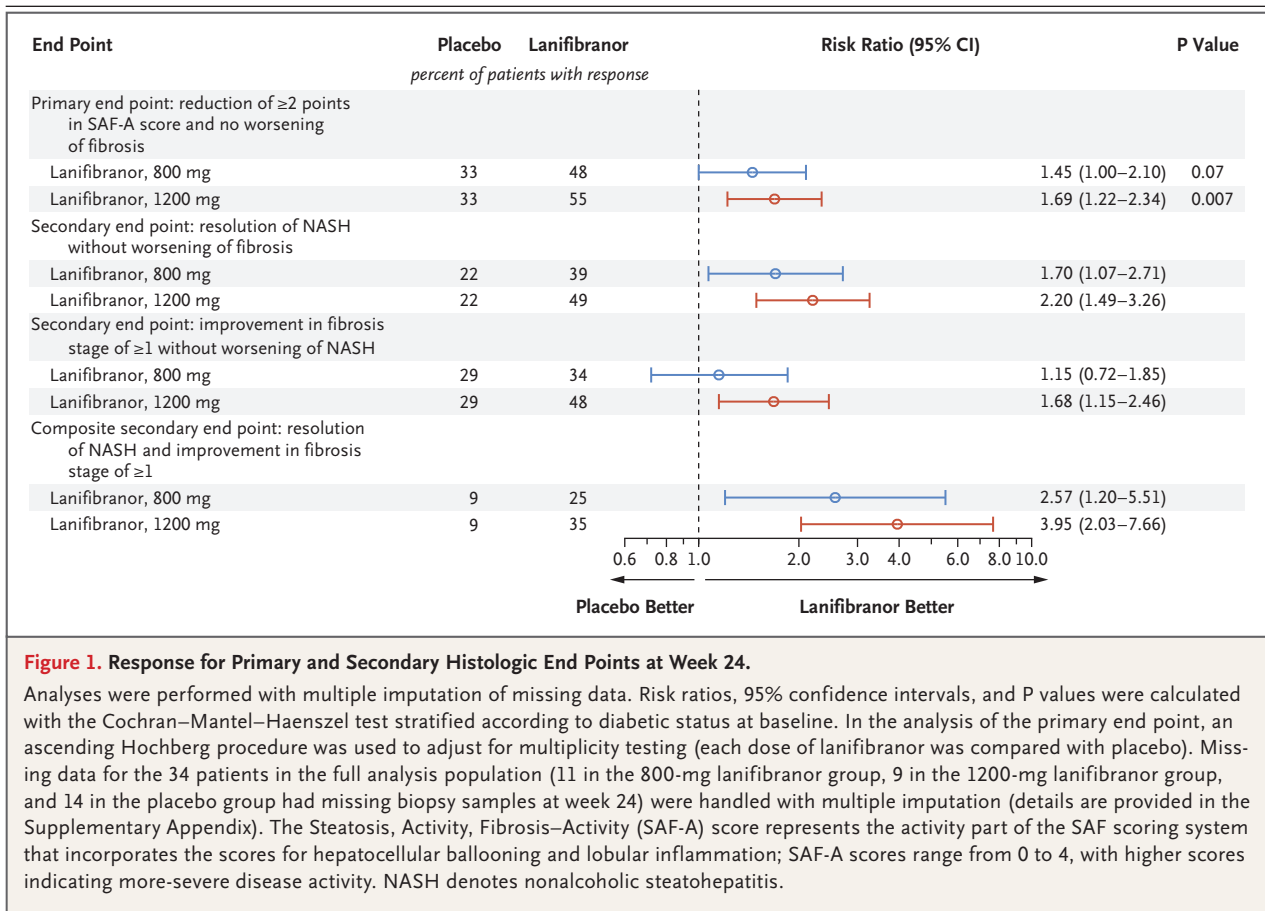 End Point Placebo Lanifibranor Risk Ratio (95% CI) P Value
percent of patients with response
Primary end point: reduction of ≥2 points
in SAF-A score and no worsening
of fibrosis
Lanifibranor, 800 mg 33 48 1.45 (1.00–2.10) 0.07
Lanifibranor, 1200 mg 33 55 1.69 (1.22–2.34) 0.007
Secondary end point: resolution of NASH
without worsening of fibrosis
Lanifibranor, 800 mg 22 39 1.70 (1.07–2.71)
Lanifibranor, 1200 mg 22 49 2.20 (1.49–3.26)
Secondary end point: improvement in fibrosis
stage of ≥1 without worsening of NASH
Lanifibranor, 800 mg 29 34 1.15 (0.72–1.85)
Lanifibranor, 1200 mg 29 48 1.68 (1.15–2.46)
Composite secondary end point: resolution
of NASH and improvement in fibrosis
stage of ≥1
Lanifibranor, 800 mg 9 25 2.57 (1.20–5.51)
Lanifibranor, 1200 mg 9 35 3.95 (2.03–7.66)
0.6 0.8 1.0 2.0 3.0 4.0 6.0 8.0 10.0
Placebo Better Lanifibranor Better
Figure 1. Response for Primary and Secondary Histologic End Points at Week 24.
Analyses were performed with multiple imputation of missing data. Risk ratios, 95% confidence intervals, and P values were calculated
with the Cochran–Mantel–Haenszel test stratified according to diabetic status at baseline. In the analysis of the primary end point, an
ascending Hochberg procedure was used to adjust for multiplicity testing (each dose of lanifibranor was compared with placebo). Miss-
ing data for the 34 patients in the full analysis population (11 in the 800-mg lanifibranor group, 9 in the 1200-mg lanifibranor group,
and 14 in the placebo group had missing biopsy samples at week 24) were handled with multiple imputation (details are provided in the
Supplementary Appendix). The Steatosis, Activity, Fibrosis–Activity (SAF-A) score represents the activity part of the SAF scoring system
that incorporates the scores for hepatocellular ballooning and lobular inflammation; SAF-A scores range from 0 to 4, with higher scores
indicating more-severe disease activity. NASH denotes nonalcoholic steatohepatitis.